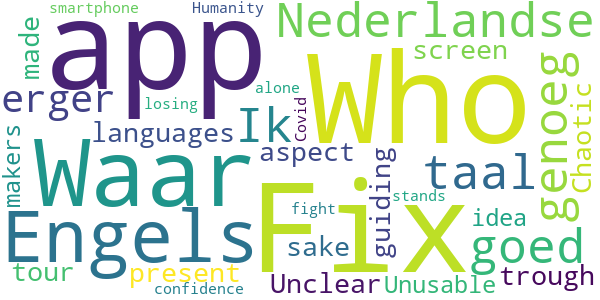 smartphone Humanity
app Who Nederlandse
made screen
erger losing alone Covid genoeg Chaotic
languages Ik
makers Waar aspect guiding taal
Engels Fix fight stands
sake idea goed
tour present Unclear Unusable trough
confidence